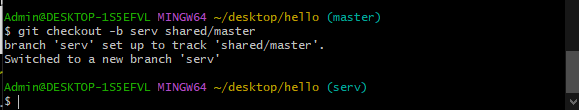 Admin@DESKTOP-1S5EFVL MINGW64 ~/desktop/hello (master)
$ git checkout -b serv shared/master
branch 'serv' set up to track 'shared/master'.
Switched to a new branch 'serv'
Admin@DESKTOP-1S5EFVL MINGW64 ~/desktop/hello (serv)
$